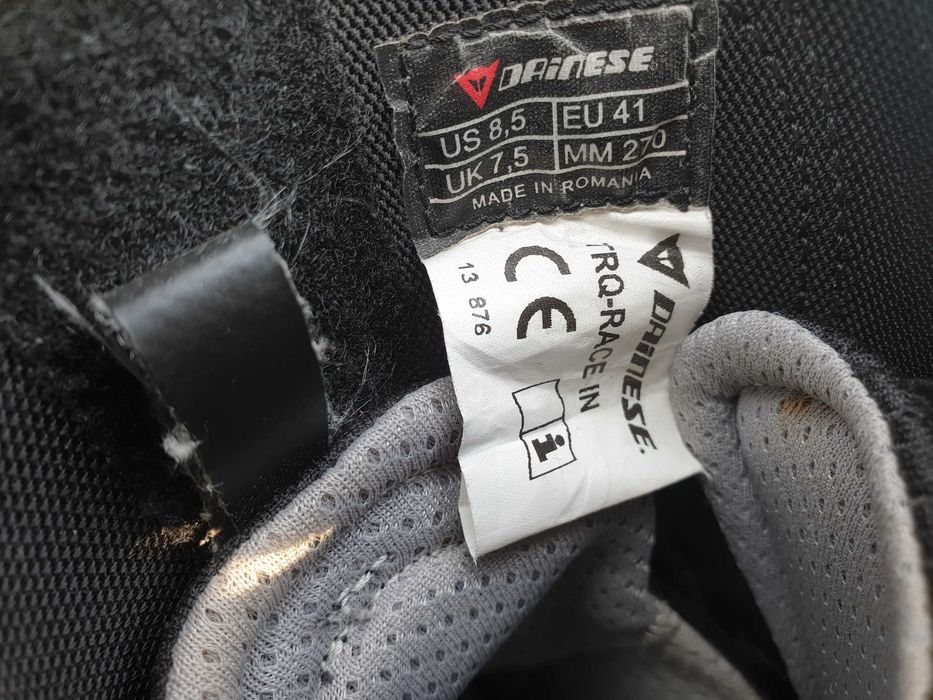 DAINESE
US 8,5 EU 41
UK 7,5 MM 270
MADE IN ROMANIA
DAINESE
TRQ-RACE IN
CE
13 876
i